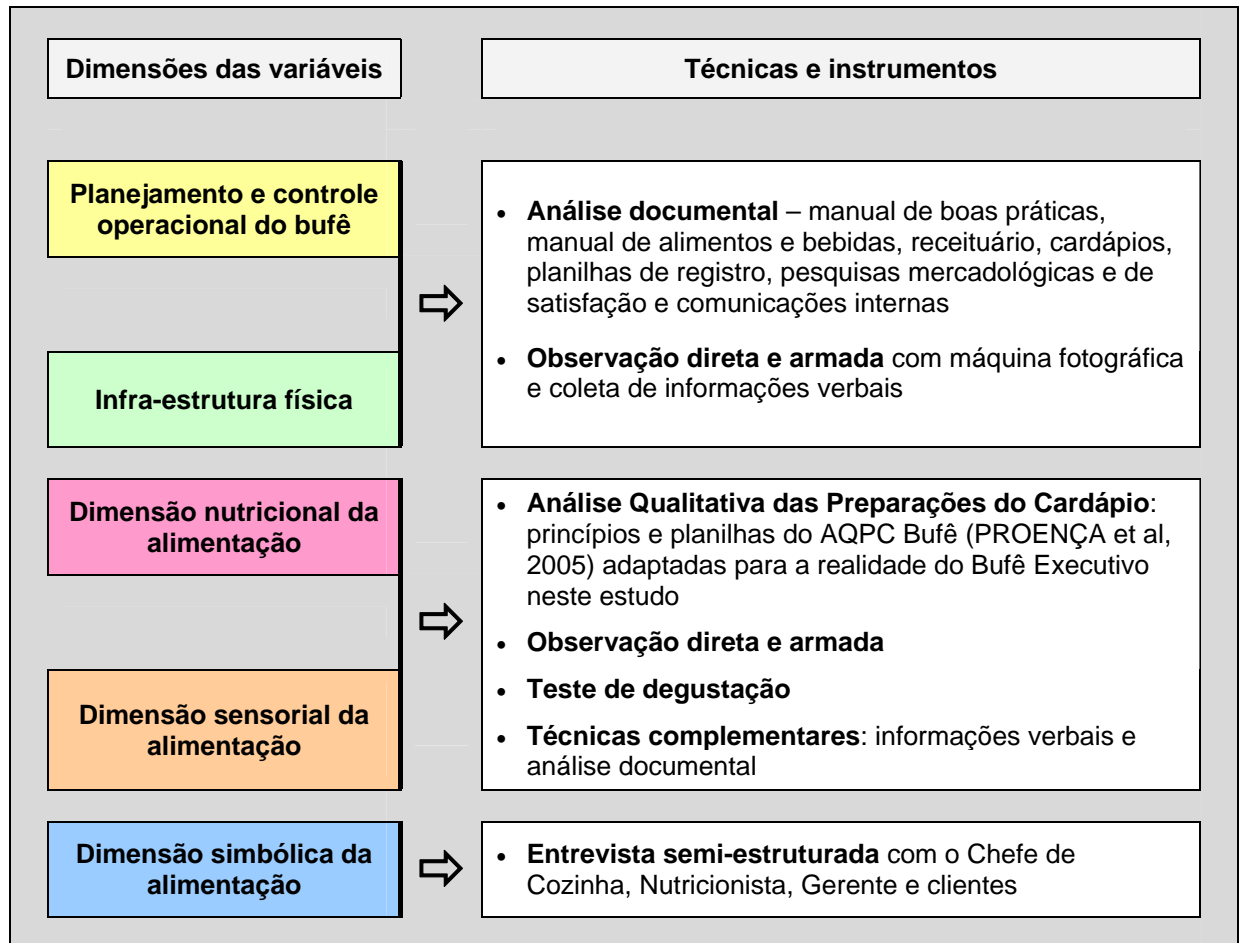 Dimensões das variáveis
Técnicas e instrumentos
Planejamento e controle
operacional do bufê
Infra-estrutura física
• Análise documental – manual de boas práticas,
manual de alimentos e bebidas, receituário, cardápios,
planilhas de registro, pesquisas mercadológicas e de
satisfação e comunicações internas
• Observação direta e armada com máquina fotográfica
e coleta de informações verbais
Dimensão nutricional da
alimentação
Dimensão sensorial da
alimentação
• Análise Qualitativa das Preparações do Cardápio:
princípios e planilhas do AQPC Bufê (PROENÇA et al,
2005) adaptadas para a realidade do Bufê Executivo
neste estudo
• Observação direta e armada
• Teste de degustação
• Técnicas complementares: informações verbais e
análise documental
Dimensão simbólica da
alimentação
• Entrevista semi-estruturada com o Chefe de
Cozinha, Nutricionista, Gerente e clientes